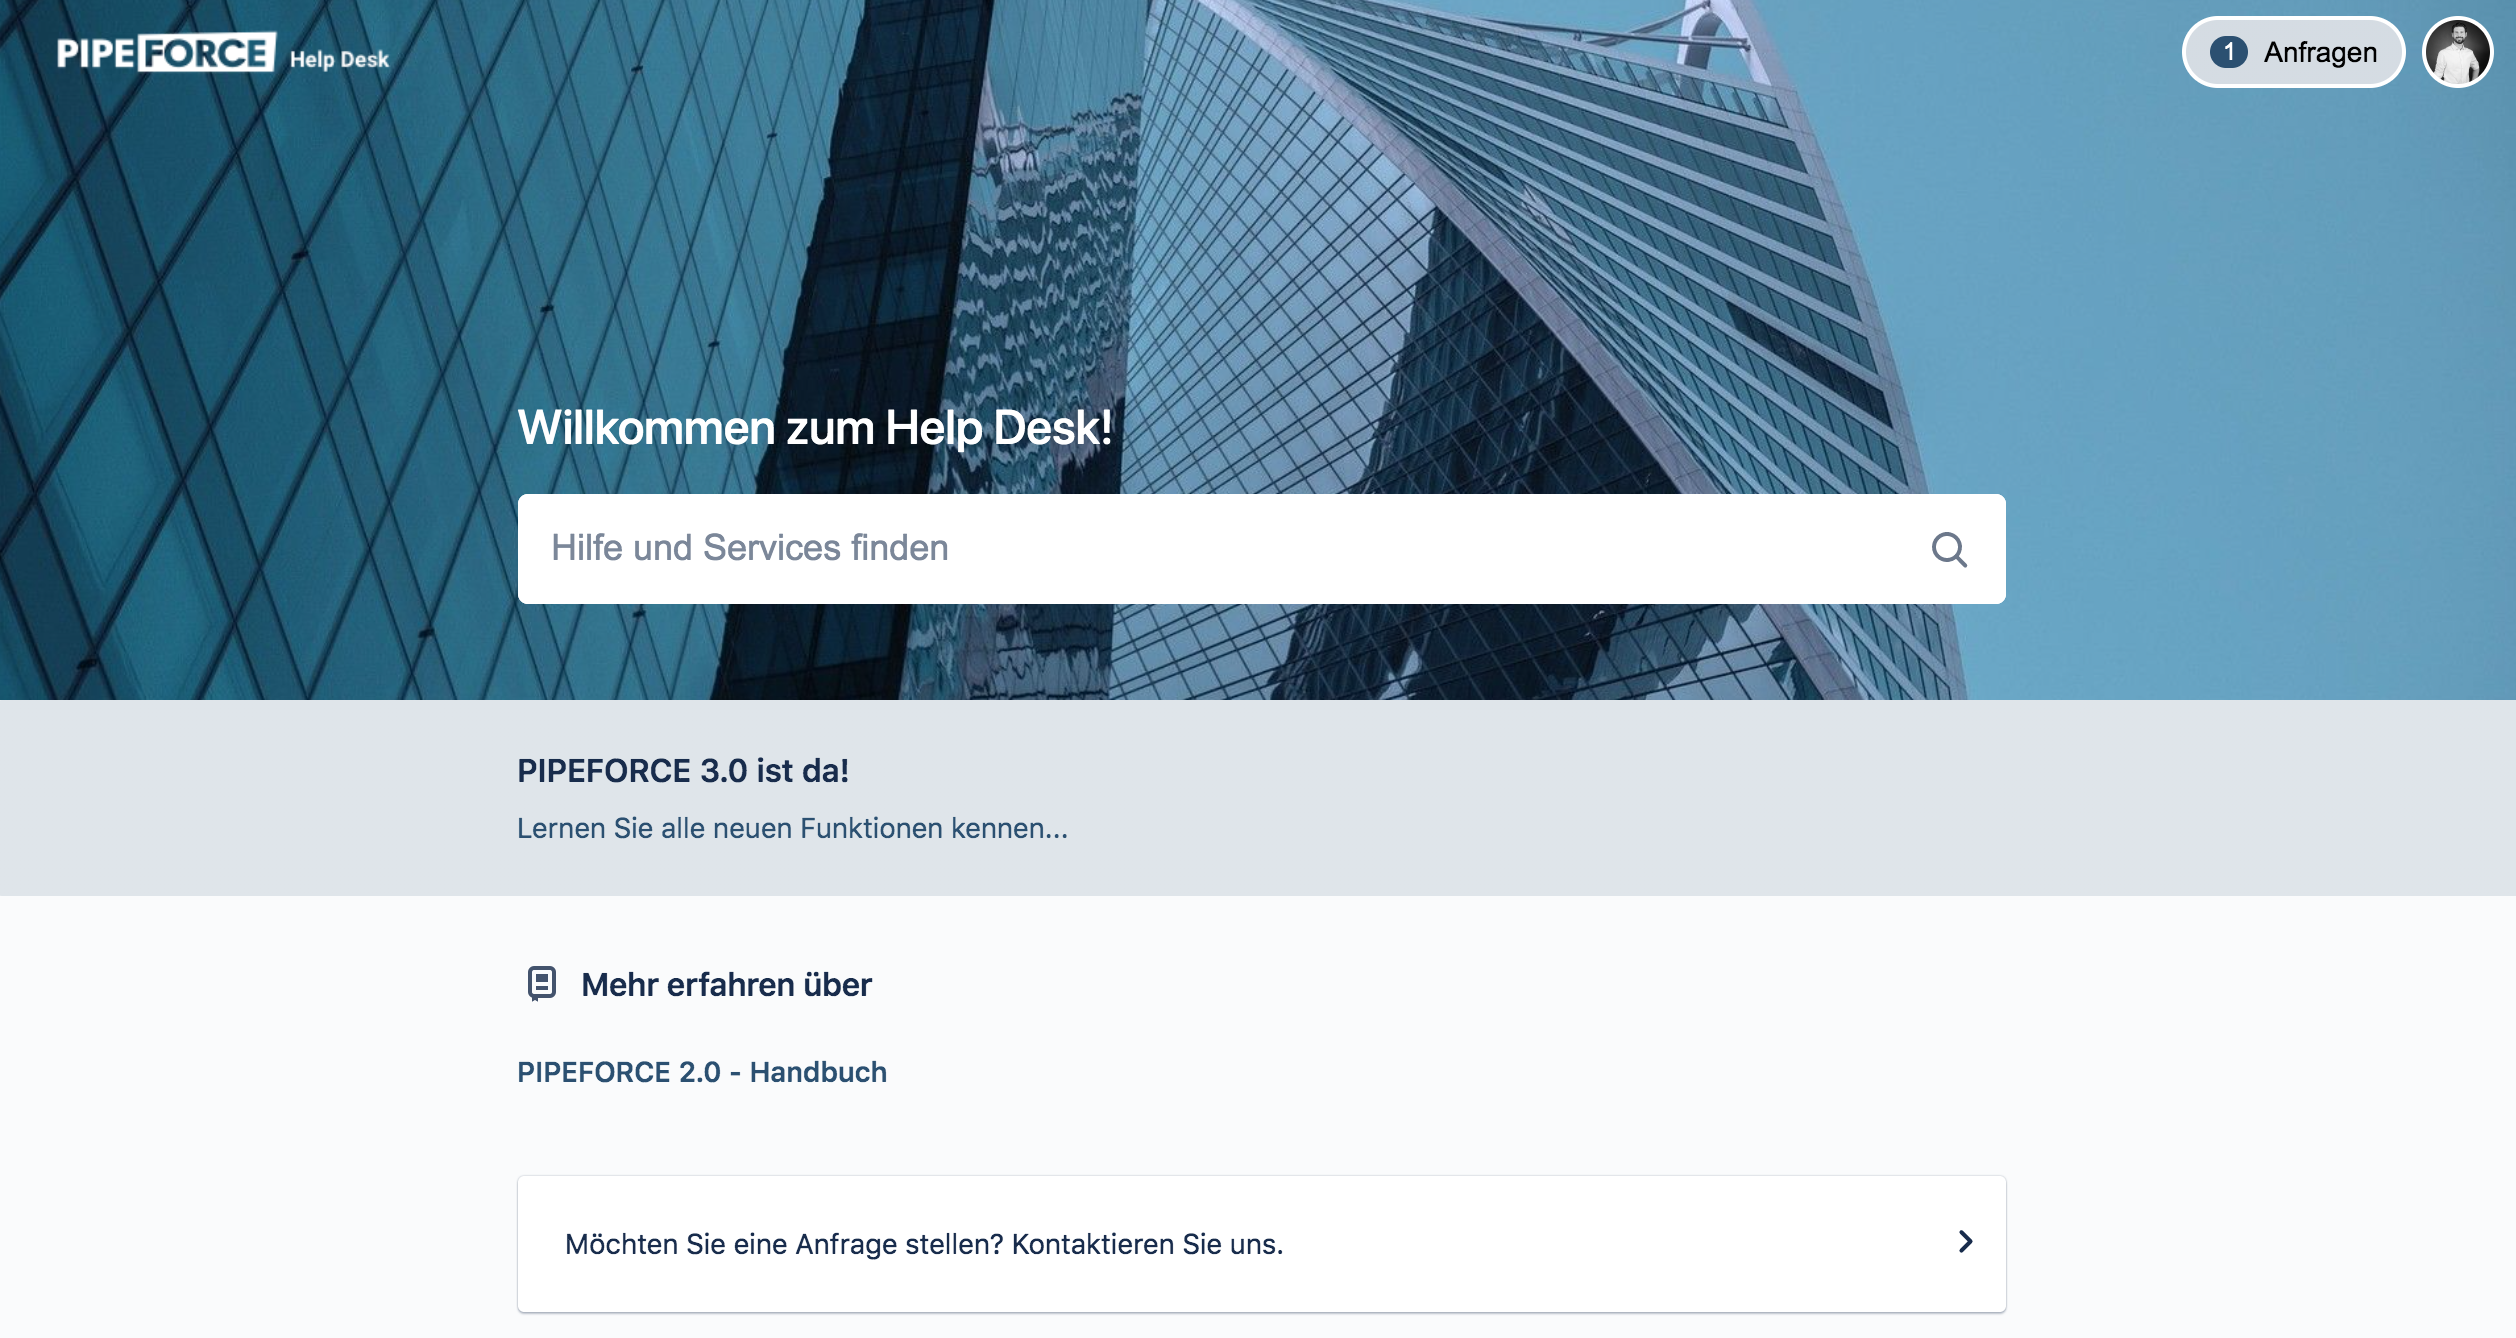 PIPEFORCE Help Desk
1 Anfragen
Willkommen zum Help Desk!
Hilfe und Services finden
PIPEFORCE 3.0 ist da!
Lernen Sie alle neuen Funktionen kennen...
Mehr erfahren über
PIPEFORCE 2.0 - Handbuch
Möchten Sie eine Anfrage stellen? Kontaktieren Sie uns.